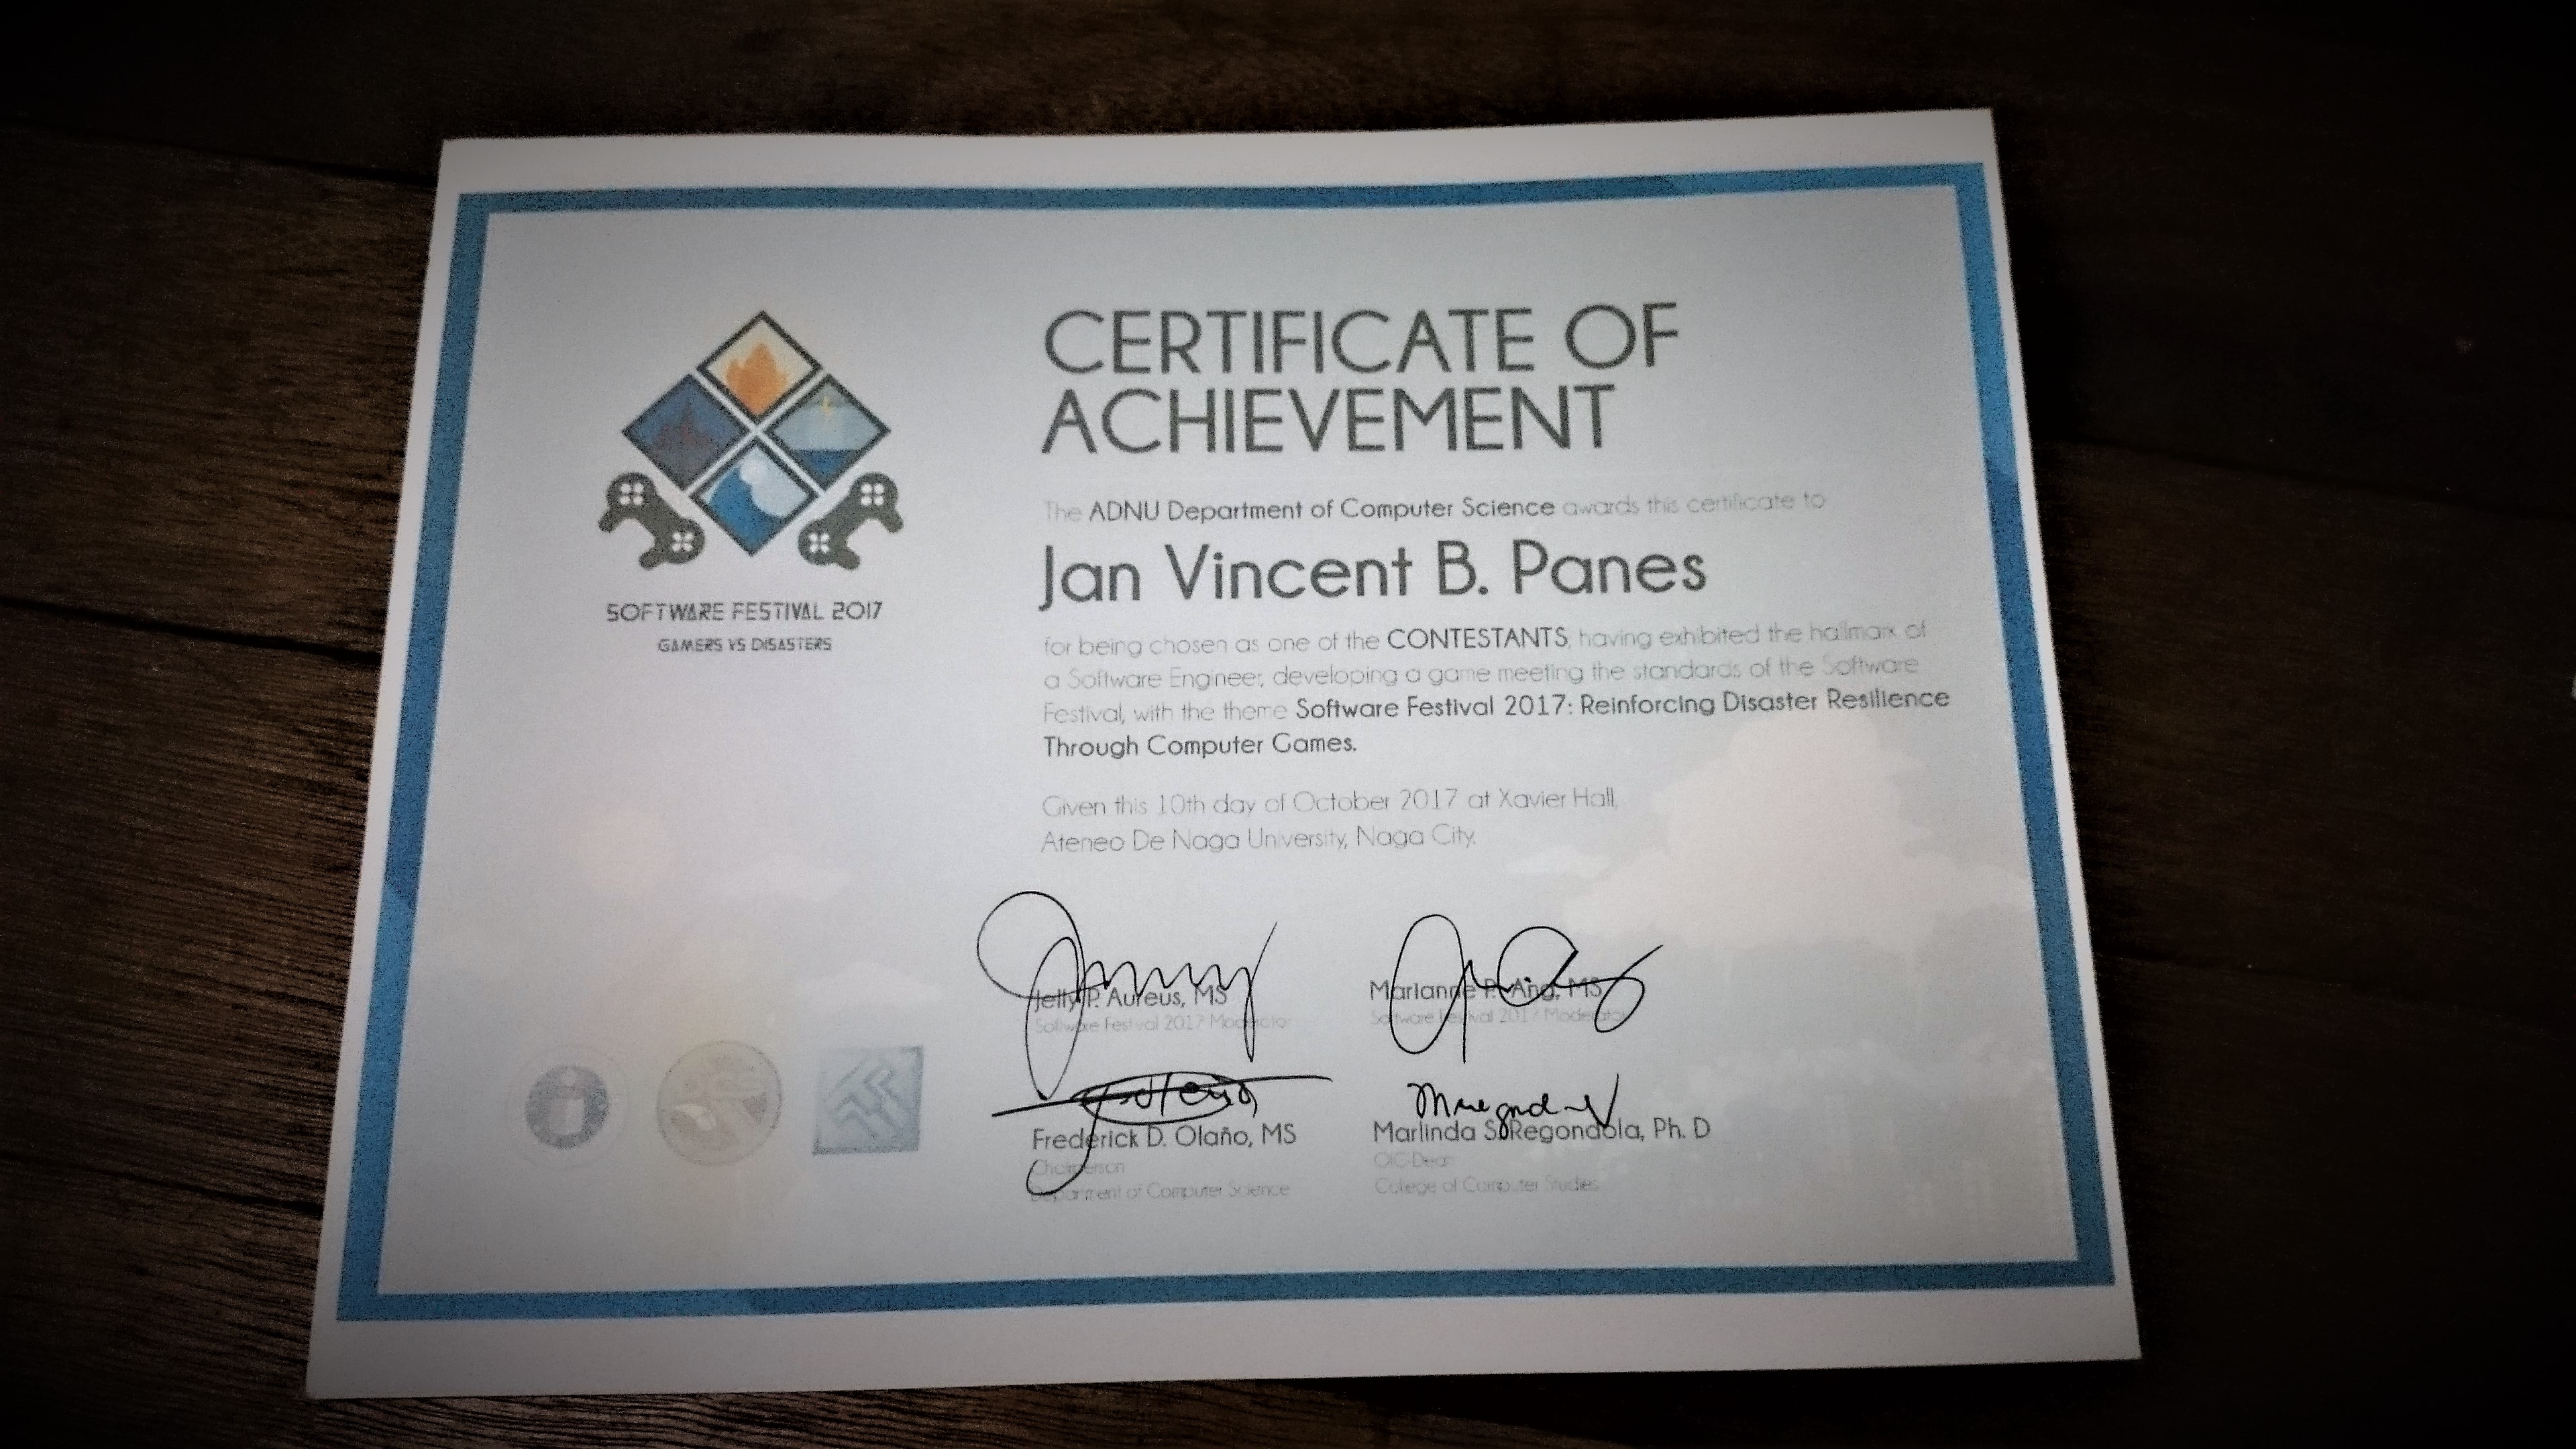 CERTIFICATE OF
ACHIEVEMENT
The ADNU Department of Computer Science awards this certificate to
Jan Vincent B. Panes
for being chosen as one of the CONTESTANTS, having exhibited the hallmark of
a Software Engineer, developing a game meeting the standards of the Software
Festival, with the theme Software Festival 2017: Reinforcing Disaster Resilience
Through Computer Games.
Given this 10th day of October 2017 at Xavier Hall,
Ateneo De Naga University, Naga City.
SOFTWARE FESTIVAL 2017
GAMERS VS DISASTERS
Jelly P. Aureus, MS
Software Festival 2017 Moderator
Marianne P. Ang, MS
Software Festival 2017 Moderator
Frederick D. Olaño, MS
Chairperson
Department of Computer Science
Marlinda S. Regondola, Ph. D
OIC-Dean
College of Computer Studies